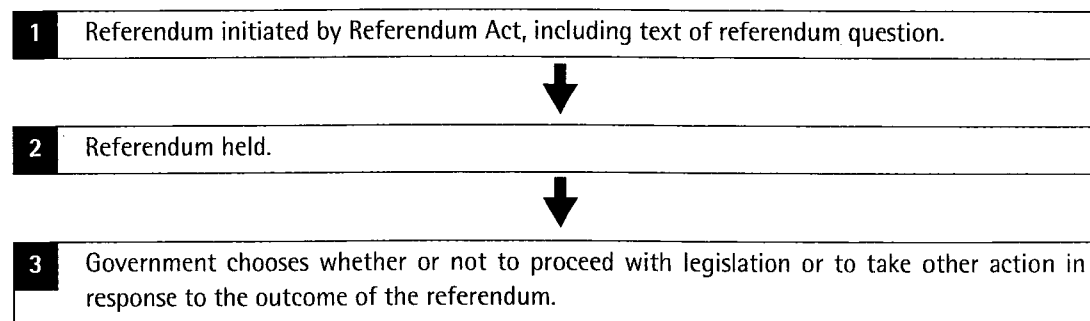 1 Referendum initiated by Referendum Act, including text of referendum question.
2 Referendum held.
3 Government chooses whether or not to proceed with legislation or to take other action in
response to the outcome of the referendum.